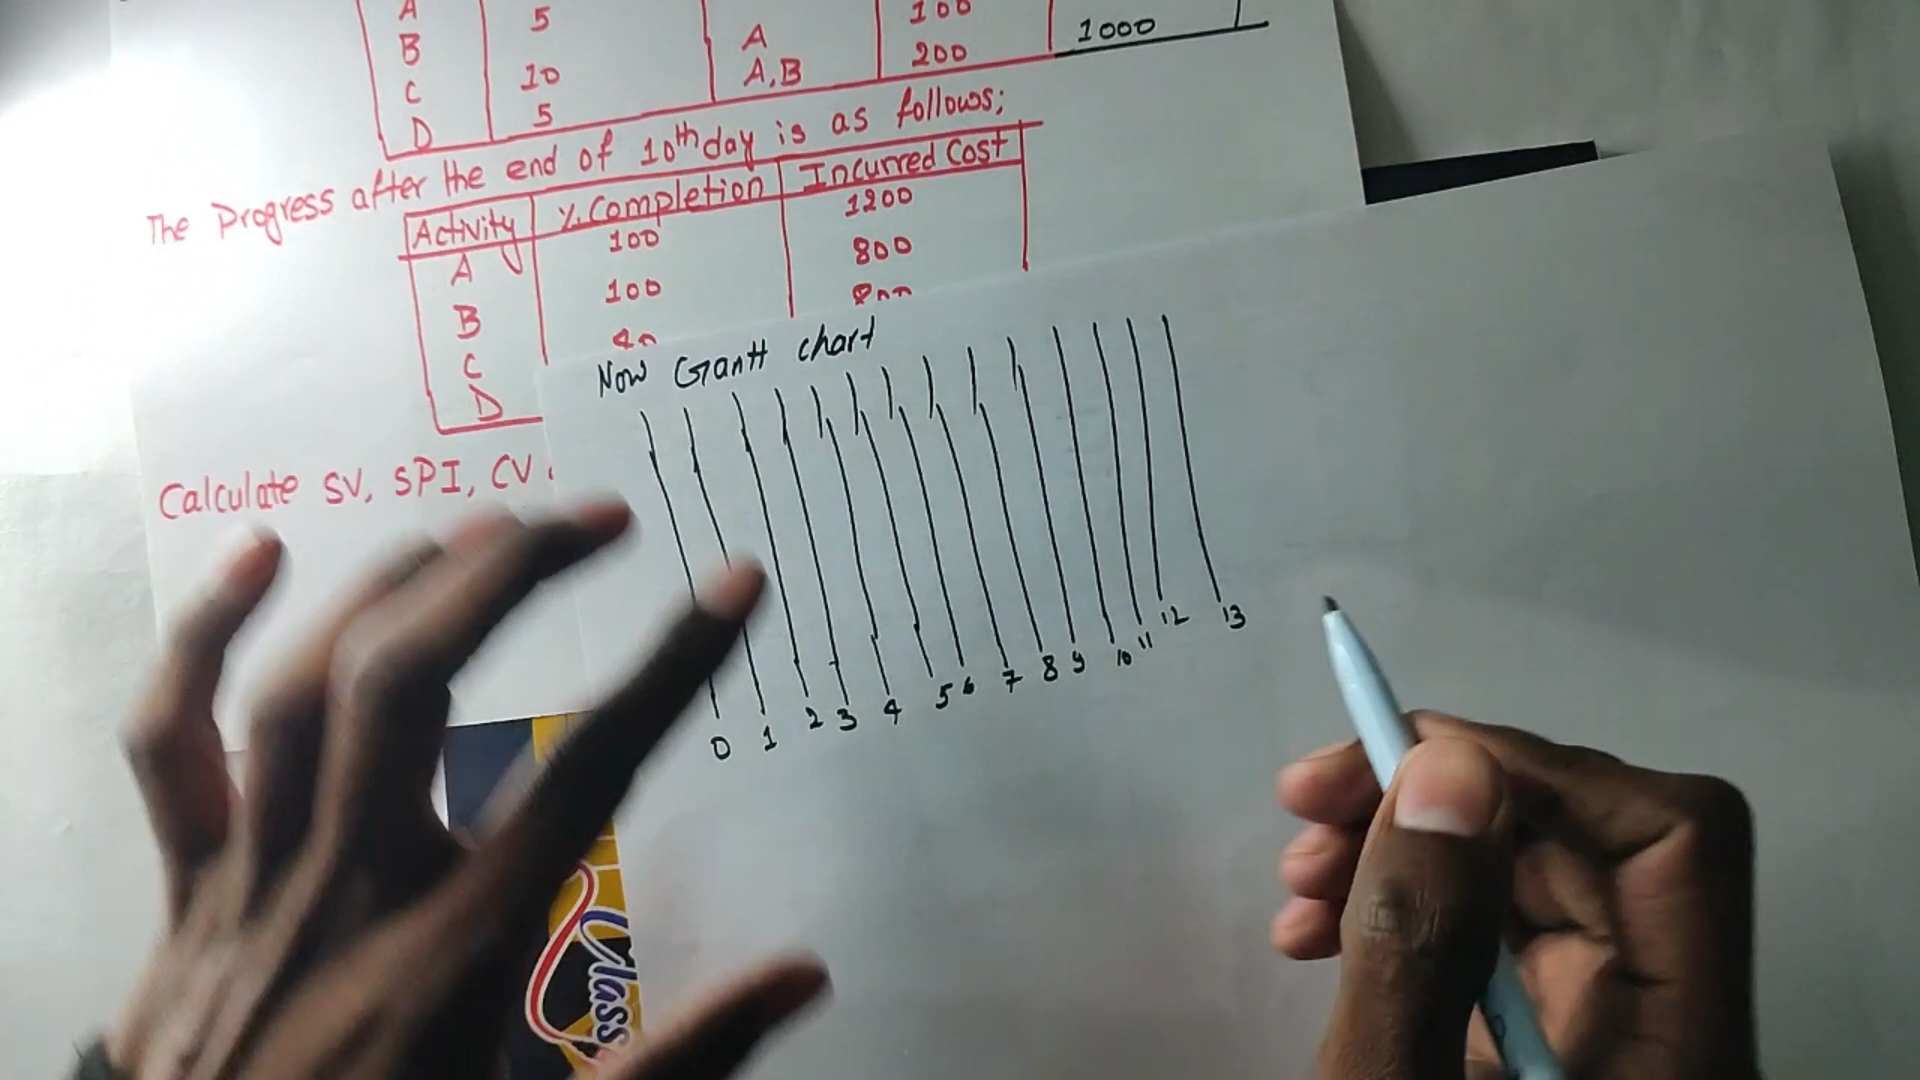 A 5 100
B A 200 1000
C 10 A,B
D 5
The Progress after the end of 10th day is as follows;
Activity %.Completion Incurred Cost
A 100 1200
B 100 800
C
D
Calculate SV, SPI, CV
Now Gantt chart
0 1 2 3 4 5 6 7 8 9 10 11 12 13
Class